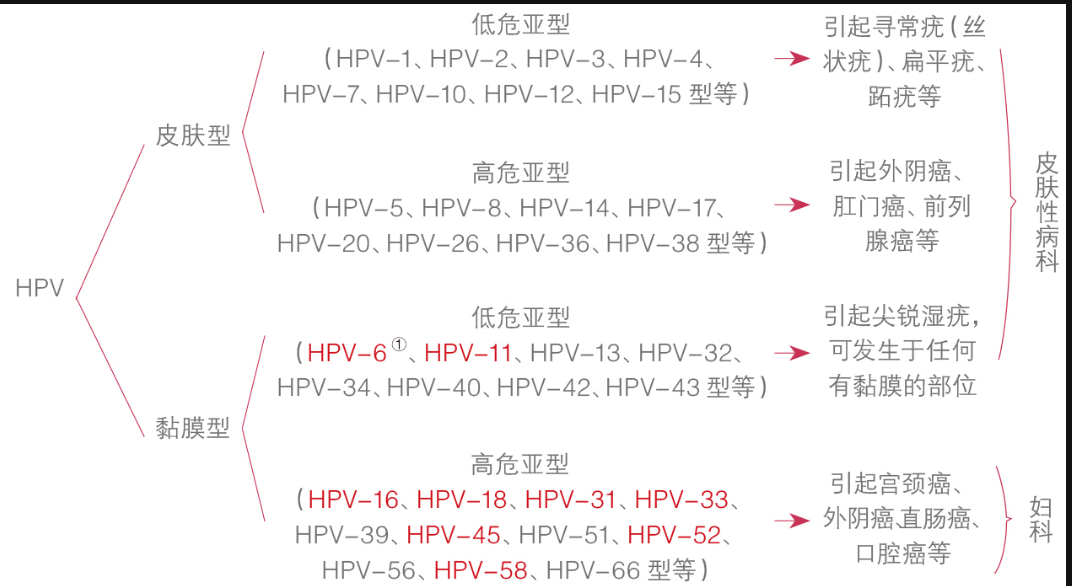 HPV
皮肤型
低危亚型
(HPV-1、HPV-2、HPV-3、HPV-4、
HPV-7、HPV-10、HPV-12、HPV-15 型等)
引起寻常疣(丝
状疣)、扁平疣、
跖疣等
高危亚型
(HPV-5、HPV-8、HPV-14、HPV-17、
HPV-20、HPV-26、HPV-36、HPV-38 型等)
引起外阴癌、
肛门癌、前列
腺癌等
黏膜型
低危亚型
(HPV-6①、HPV-11、HPV-13、HPV-32、
HPV-34、HPV-40、HPV-42、HPV-43 型等)
引起尖锐湿疣,
可发生于任何
有黏膜的部位
皮肤性病科
高危亚型
(HPV-16、HPV-18、HPV-31、HPV-33、
HPV-39、HPV-45、HPV-51、HPV-52、
HPV-56、HPV-58、HPV-66 型等)
引起宫颈癌、
外阴癌、直肠癌、
口腔癌等
妇科